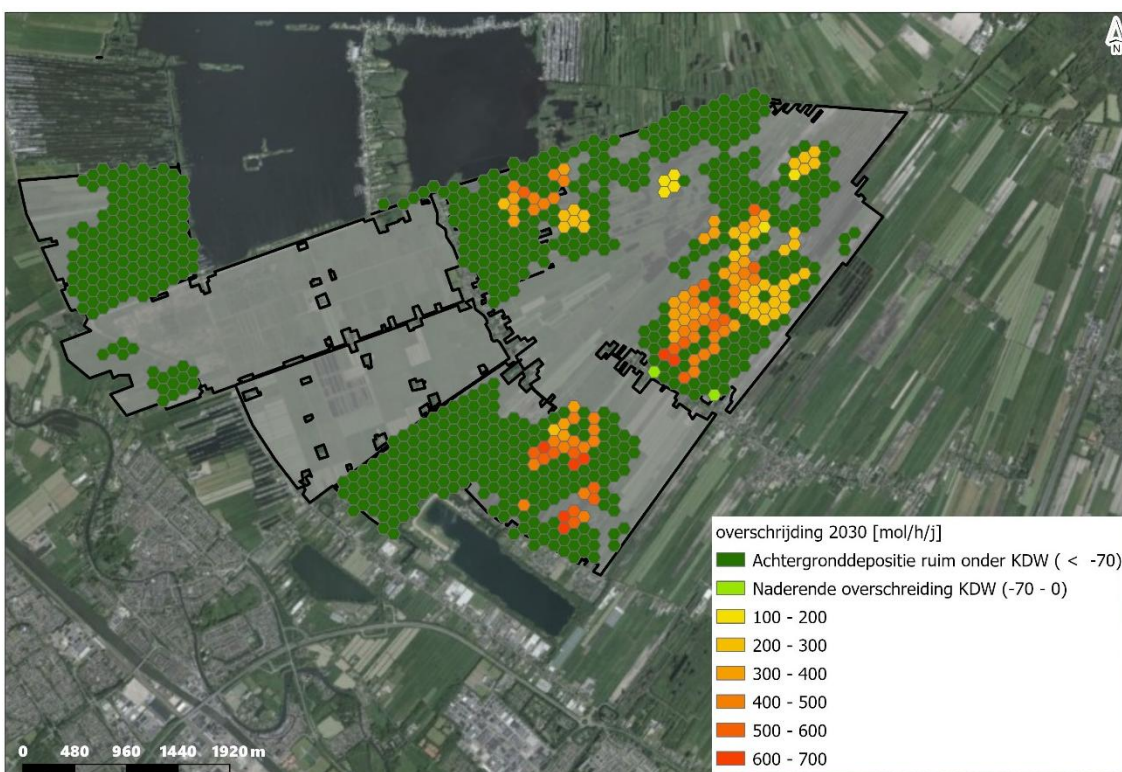 N
overschrijding 2030 [mol/h/j]
Achtergronddepositie ruim onder KDW ( < -70)
Naderende overschreiding KDW (-70 - 0)
100 - 200
200 - 300
300 - 400
400 - 500
500 - 600
600 - 700
0 480 960 1440 1920 m